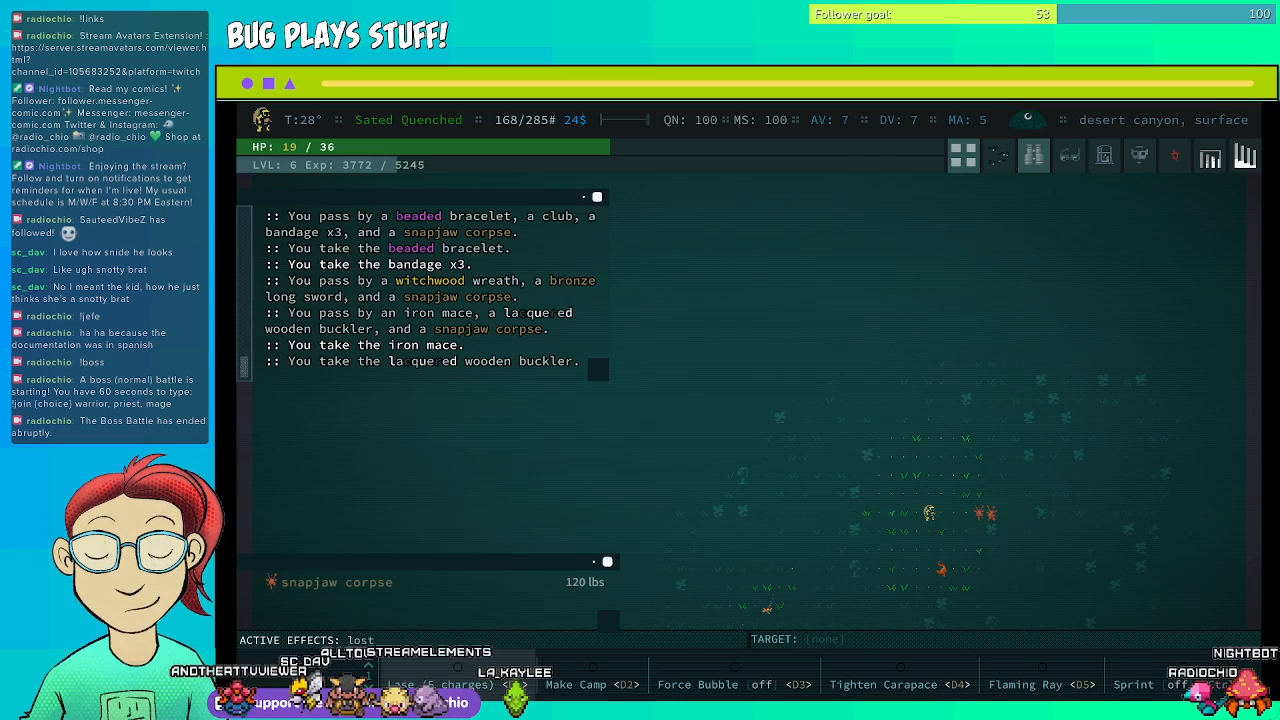 radiochio: !links
radiochio: Stream Avatars Extension! :
https://server.streamavatars.com/viewer.h
tml?
channel_id=105683252&platform=twitch
Nightbot: Read my comics! ✨
Follower: follower.messenger-
comic.com✨ Messenger: messenger-
comic.com Twitter & Instagram:
@radio_chio 📷 @radio_chio 💚 Shop at
radiochio.com/shop
Nightbot: Enjoying the stream?
Follow and turn on notifications to get
reminders for when I'm live! My usual
schedule is M/W/F at 8:30 PM Eastern!
radiochio: SauteedVibeZ has
followed!
sc_dav: I love how snide he looks
sc_dav: Like ugh snotty brat
sc_dav: No I meant the kid, how he just
thinks she's a snotty brat
radiochio: !jefe
radiochio: ha ha because the
documentation was in spanish
radiochio: !boss
radiochio: A boss (normal) battle is
starting! You have 60 seconds to type:
!join {choice} warrior, priest, mage
radiochio: The Boss Battle has ended
abruptly.
BUG PLAYS STUFF!
Follower goal: 53 100
T:28° :: Sated Quenched :: 168/285# 24$ QN: 100 :: MS: 100 :: AV: 7 :: DV: 7 :: MA: 5 :: desert canyon, surface
HP: 19 / 36
LVL: 6 Exp: 3772 / 5245
:: You pass by a beaded bracelet, a club, a
bandage x3, and a snapjaw corpse.
:: You take the beaded bracelet.
:: You take the bandage x3.
:: You pass by a witchwood wreath, a bronze
long sword, and a snapjaw corpse.
:: You pass by an iron mace, a lacquered
wooden buckler, and a snapjaw corpse.
:: You take the iron mace.
:: You take the lacquered wooden buckler.
snapjaw corpse 120 lbs
ACTIVE EFFECTS: lost
TARGET: [none]
Lase (5 charges) Make Camp <D2> Force Bubble [off] <D3> Tighten Carapace <D4> Flaming Ray <D5> Sprint [off]
ANOTHERTTVVIEWER
SC_DAV
STREAMELEMENTS
LA_KAYLEE
NIGHTBOT
RADIOCHIO